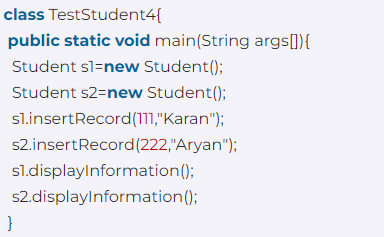 class TestStudent4{
public static void main(String args[]){
Student s1=new Student();
Student s2=new Student();
s1.insertRecord(111,"Karan");
s2.insertRecord(222,"Aryan");
s1.displayInformation();
s2.displayInformation();
}